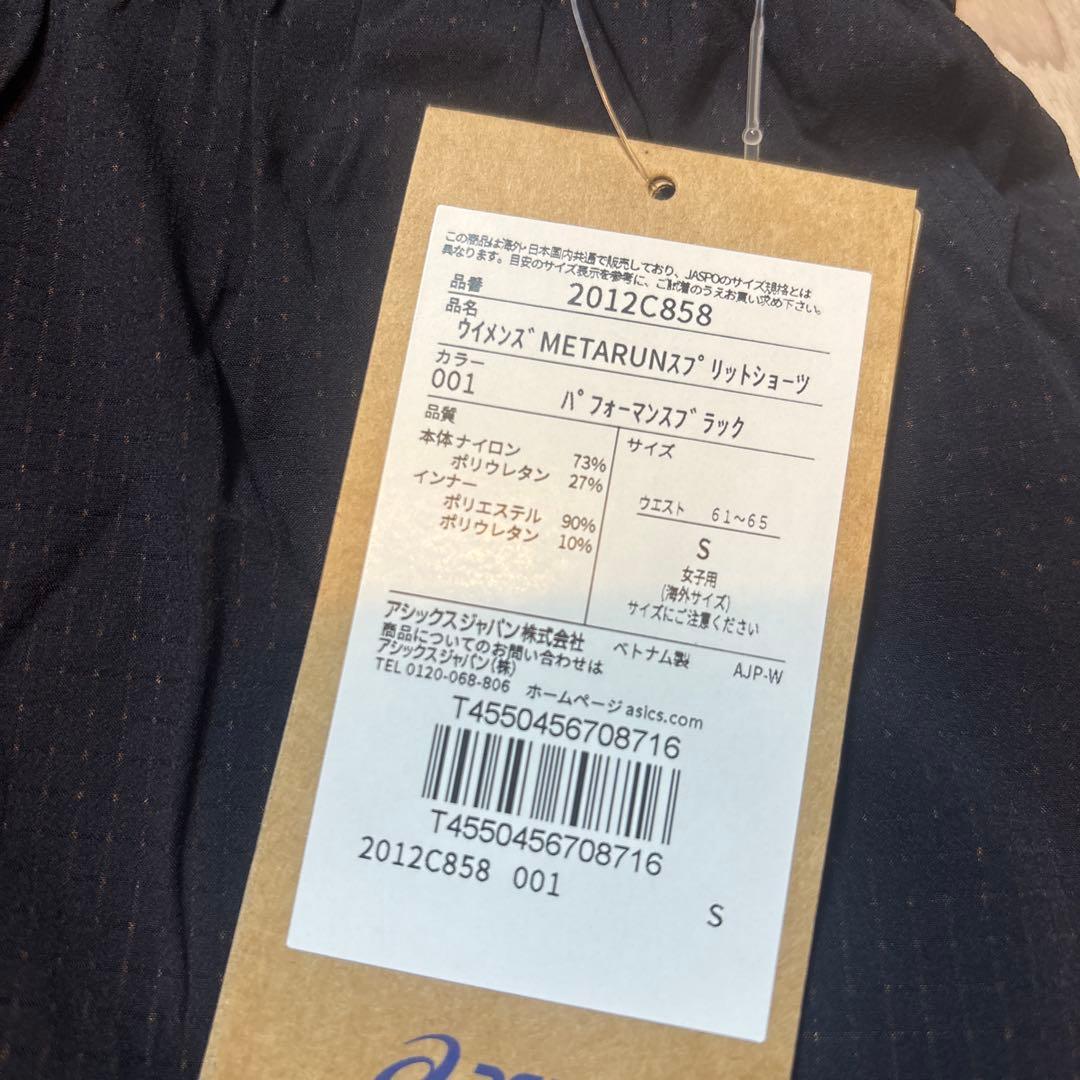 この商品は海外・日本国内共通で販売しており、JASPOのサイズ規格とは
異なります。目安のサイズ表示を参考に、ご試着のうえお買い求め下さい。
品番 2012C858
品名
ウイメンズMETARUNスプリットショーツ
カラー
001 パフォーマンスブラック
品質
本体 ナイロン 73%
ポリウレタン 27%
インナー
ポリエステル 90%
ポリウレタン 10%
サイズ
ウエスト 61～65
S
女子用
(海外サイズ)
サイズにご注意ください
アシックスジャパン株式会社 ベトナム製 AJP-W
商品についてのお問い合わせは
アシックスジャパン(株)
TEL 0120-068-806 ホームページ asics.com
T4550456708716
T4550456708716
2012C858 001 S